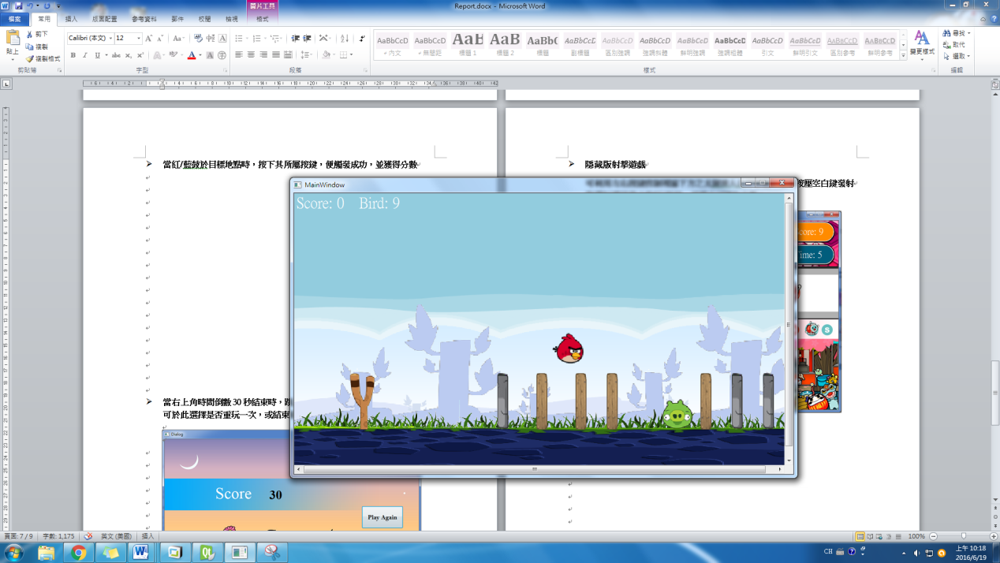 Report.docx - Microsoft Word
圖片工具
檔案 常用 插入 版面配置 參考資料 郵件 校閱 檢視 格式
貼上
剪下
複製
複製格式
剪貼簿
Calibri (本文) 12
字型
段落
AaBbCcD 內文
AaBbCcD 無間距
AaBb 標題 1
AaB 標題 2
AaBb( 標題
AaBbCcD 副標題
AaBbCcD 區別強調
AaBbCcD 強調斜體
AaBbCcD 鮮明強調
AaBbCcD 強調粗體
AaBbCcD 引文
AaBbCcD 鮮明引文
AaBbCcD 區別參考
AaBbCcD 鮮明參考
樣式
變更樣式
尋找
取代
選取
編輯
當紅/藍鼓於目標地點時，按下其所屬按鍵，便觸發成功，並獲得分數
隱藏版射擊遊戲
按壓空白鍵發射
MainWindow
Score: 0 Bird: 9
core: 9
ime: 5
S
當右上角時間倒數 30 秒結束時，
可於此選擇是否重玩一次，或結束
Dialog
Score 30
Play Again
頁面: 7 / 9 字數: 1,175 英文 (美國) 插入
100%
CH
上午 10:18
2016/6/19